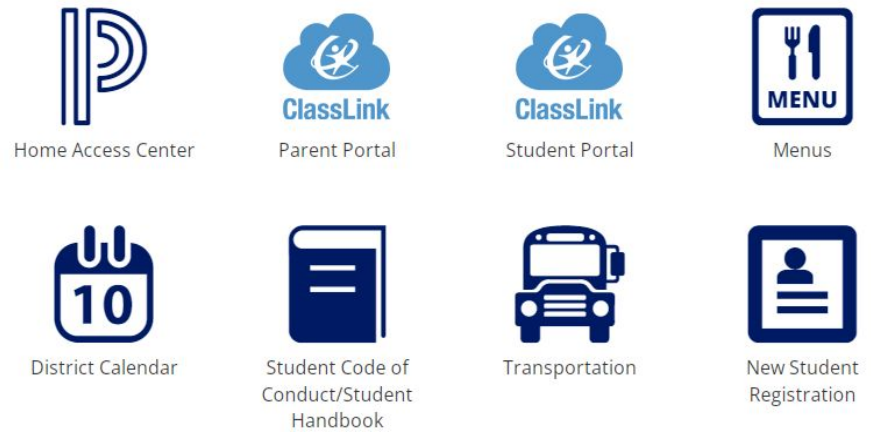 ClassLink
ClassLink
MENU
Home Access Center
Parent Portal
Student Portal
Menus
10
District Calendar
Student Code of
Conduct/Student
Handbook
Transportation
New Student
Registration